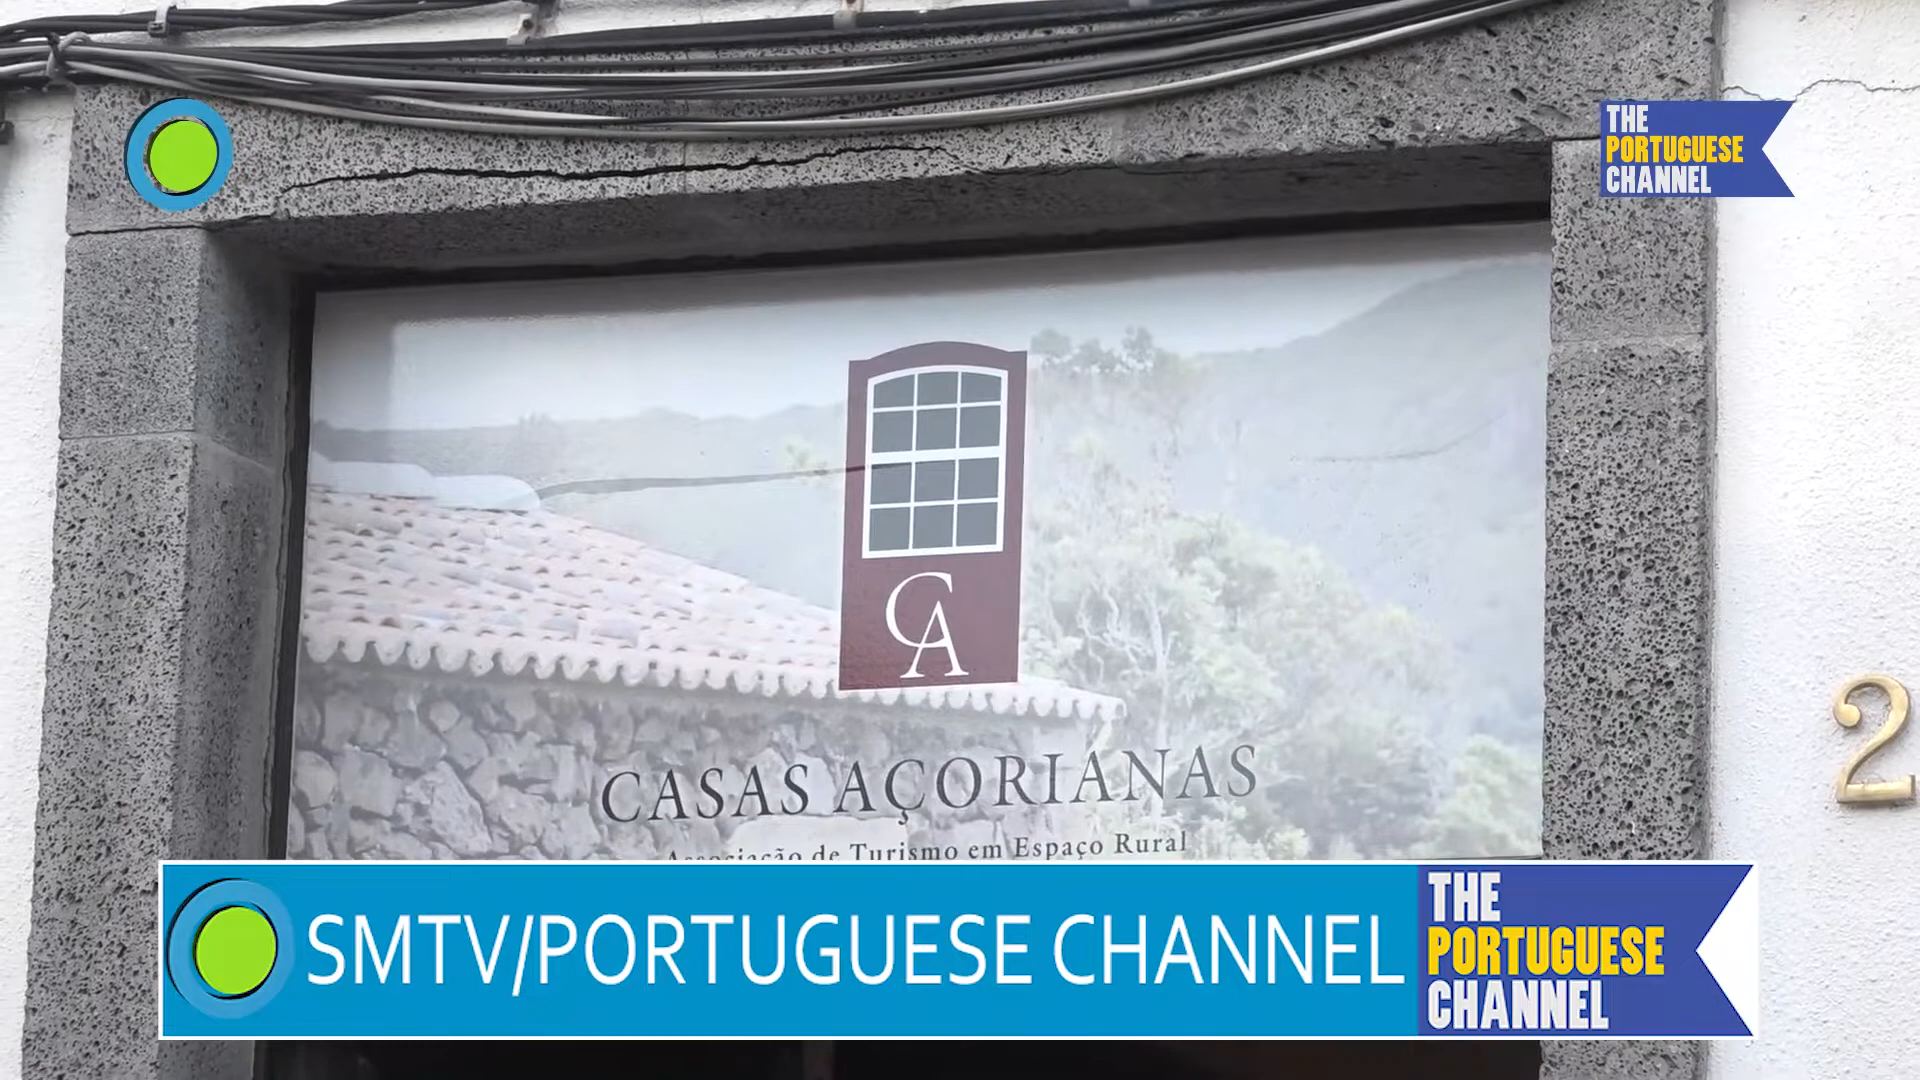 THE
PORTUGUESE
CHANNEL
CA
CASAS AÇORIANAS
Associação de Turismo em Espaço Rural
2
SMTV/PORTUGUESE CHANNEL
THE
PORTUGUESE
CHANNEL